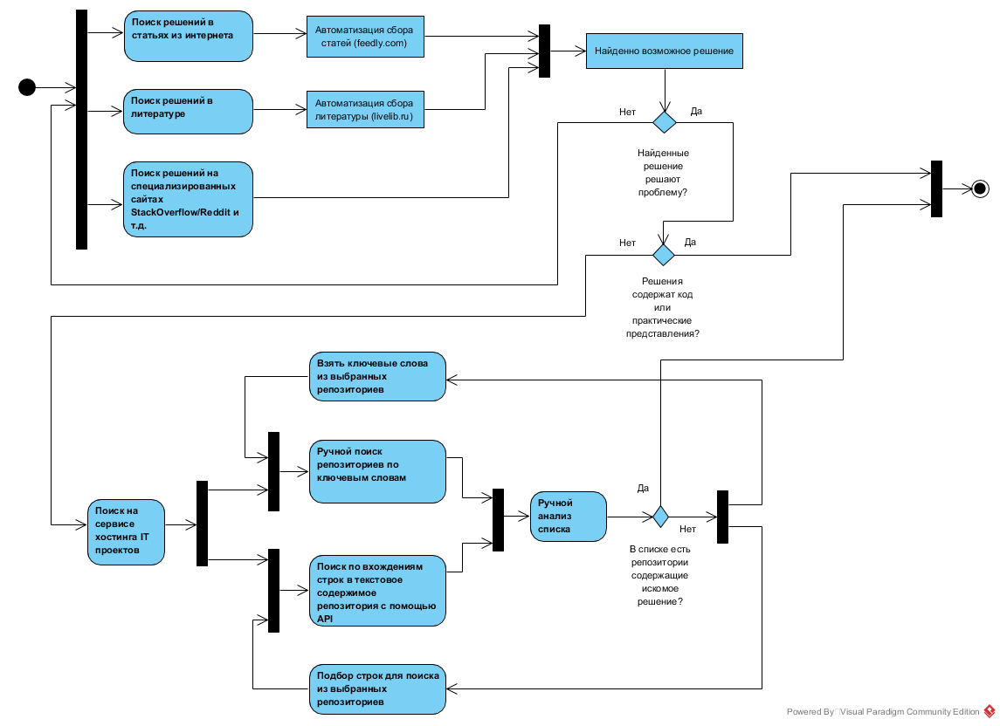 Поиск решений в
статьях из интернета
Автоматизация сбора
статей (feedly.com)
Найденно возможное решение
Поиск решений в
литературе
Автоматизация сбора
литературы (livelib.ru)
Нет
Да
Найденные
решение
решают
проблему?
Поиск решений на
специализированных
сайтах
StackOverflow/Reddit и
т.д.
Нет
Да
Решения
содержат код
или
практические
представления?
Взять ключевые слова
из выбранных
репозиториев
Ручной поиск
репозиториев по
ключевым словам
Поиск на
сервисе
хостинга IT
проектов
Ручной
анализ
списка
Да
Нет
В списке есть
репозитории
содержащие
искомое
решение?
Поиск по вхождениям
строк в текстовое
содержимое
репозитория с помощью
API
Подбор строк для поиска
из выбранных
репозиториев
Powered By Visual Paradigm Community Edition